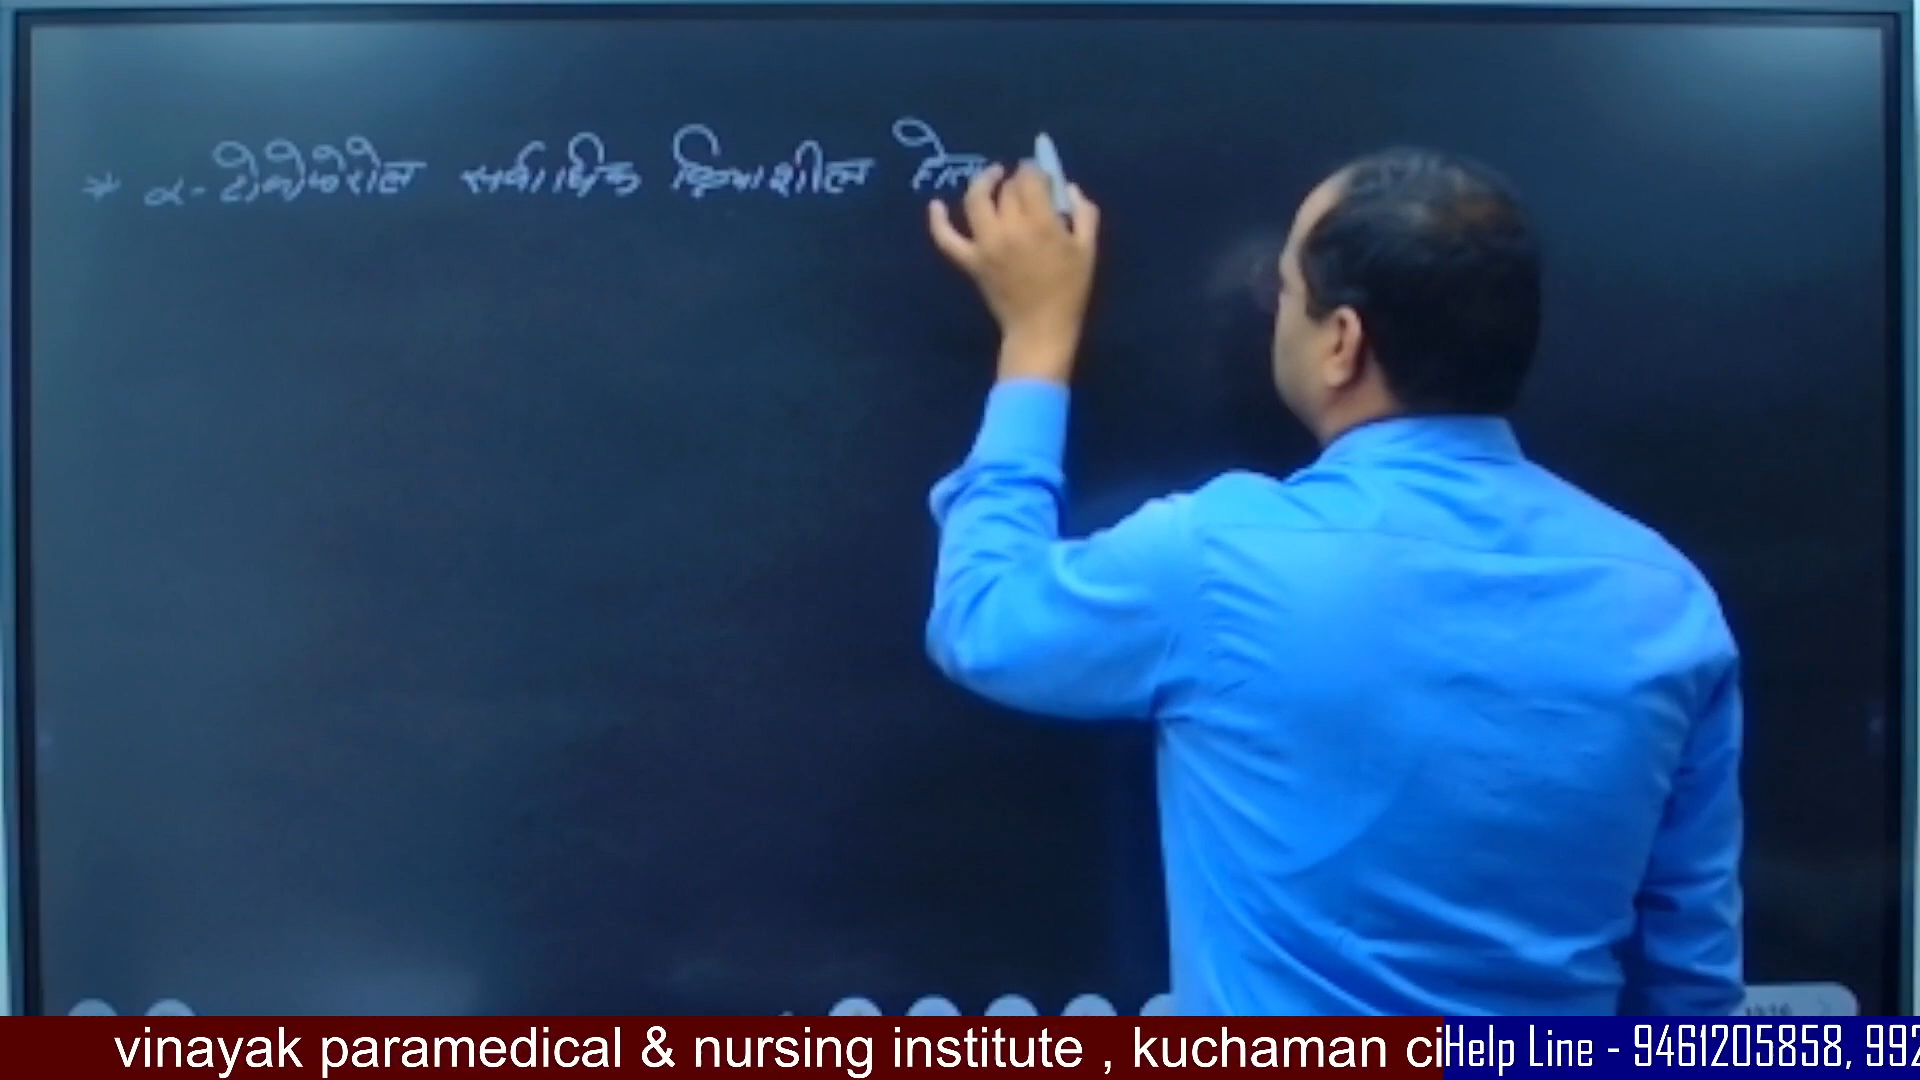 * α-टोकोफेरोल सर्वाधिक क्रियाशील होता
vinayak paramedical & nursing institute , kuchaman ci
Help Line - 9461205858, 992